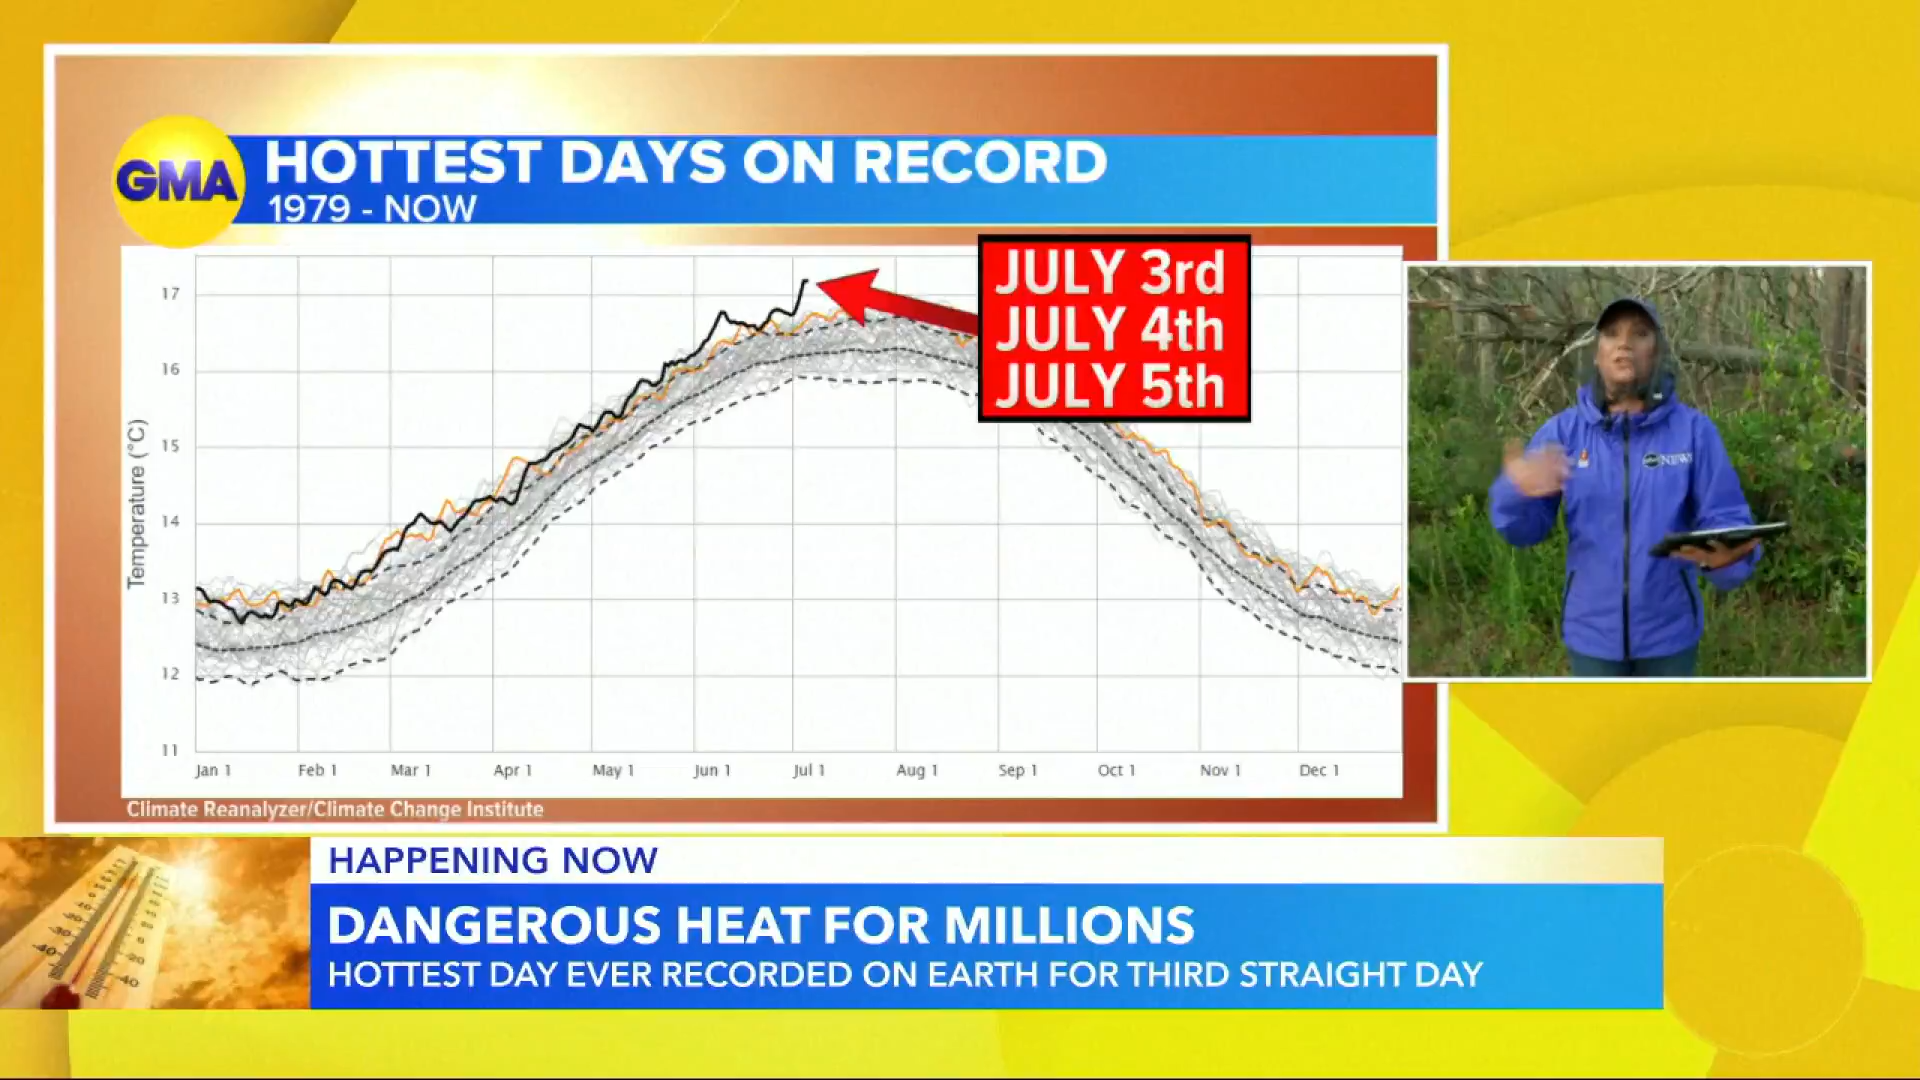 GMA
HOTTEST DAYS ON RECORD
1979 - NOW
JULY 3rd
JULY 4th
JULY 5th
17
16
15
14
13
12
11
Temperature (°C)
Jan 1
Feb 1
Mar 1
Apr 1
May 1
Jun 1
Jul 1
Aug 1
Sep 1
Oct 1
Nov 1
Dec 1
Climate Reanalyzer/Climate Change Institute
NEWS
HAPPENING NOW
DANGEROUS HEAT FOR MILLIONS
HOTTEST DAY EVER RECORDED ON EARTH FOR THIRD STRAIGHT DAY